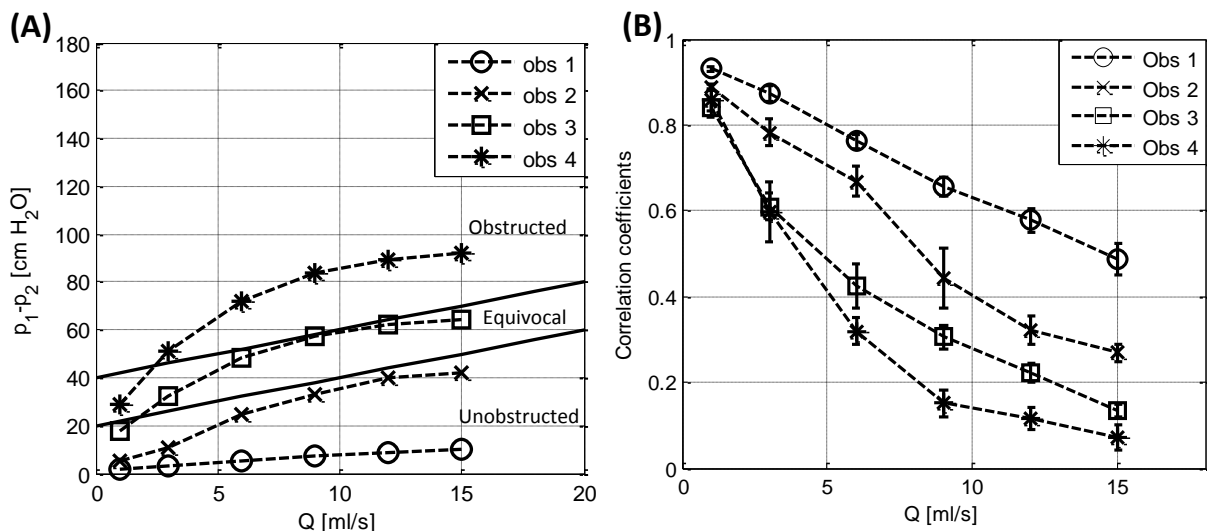 (A)
180
160
140
120
100
80
60
40
20
0
p1-p2 [cm H2O]
obs 1
obs 2
obs 3
obs 4
Obstructed
Equivocal
Unobstructed
0 5 10 15 20
Q [ml/s]
(B)
1
0.8
0.6
0.4
0.2
0
Correlation coefficients
Obs 1
Obs 2
Obs 3
Obs 4
0 5 10 15
Q [ml/s]